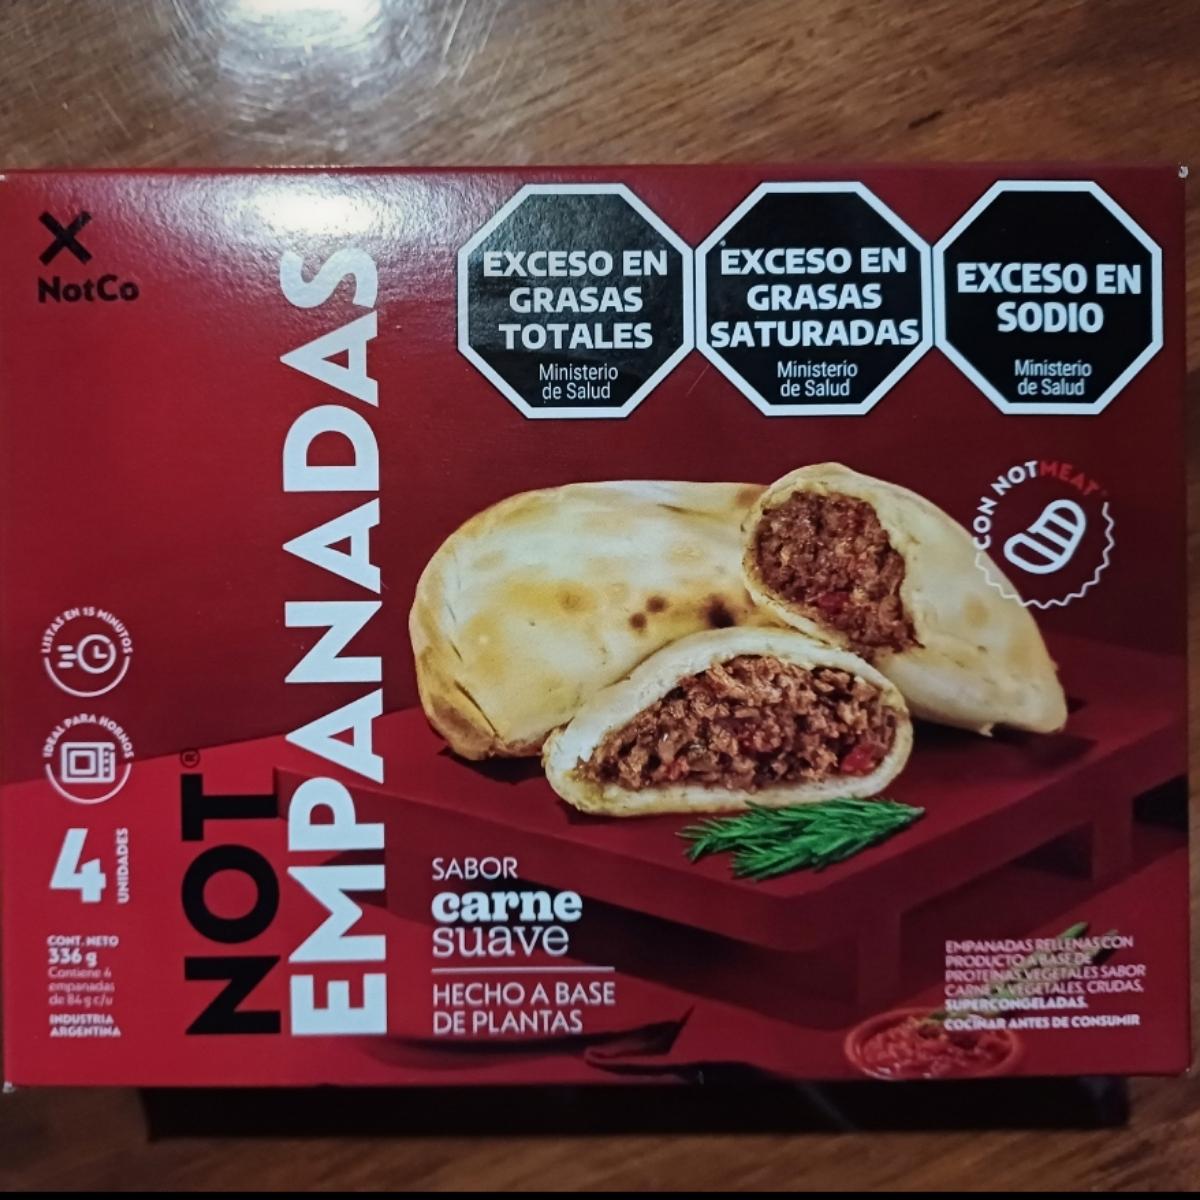 NotCo
EXCESO EN
GRASAS
TOTALES
Ministerio
de Salud
EXCESO EN
GRASAS
SATURADAS
Ministerio
de Salud
EXCESO EN
SODIO
Ministerio
de Salud
CON NOTMEAT
LISTAS EN 15 MINUTOS
IDEAL PARA HORNOS
4
UNIDADES
CONT. NETO
336 g
Contiene 4
empanadas
de 84 g c/u
INDUSTRIA
ARGENTINA
NOT®
EMPANADAS
SABOR
carne
suave
HECHO A BASE
DE PLANTAS
EMPANADAS RELLENAS CON
PRODUCTO A BASE DE
PROTEÍNAS VEGETALES SABOR
CARNE Y VEGETALES, CRUDAS,
SUPERCONGELADAS.
COCINAR ANTES DE CONSUMIR